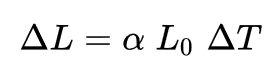 ΔL = α L₀ ΔT